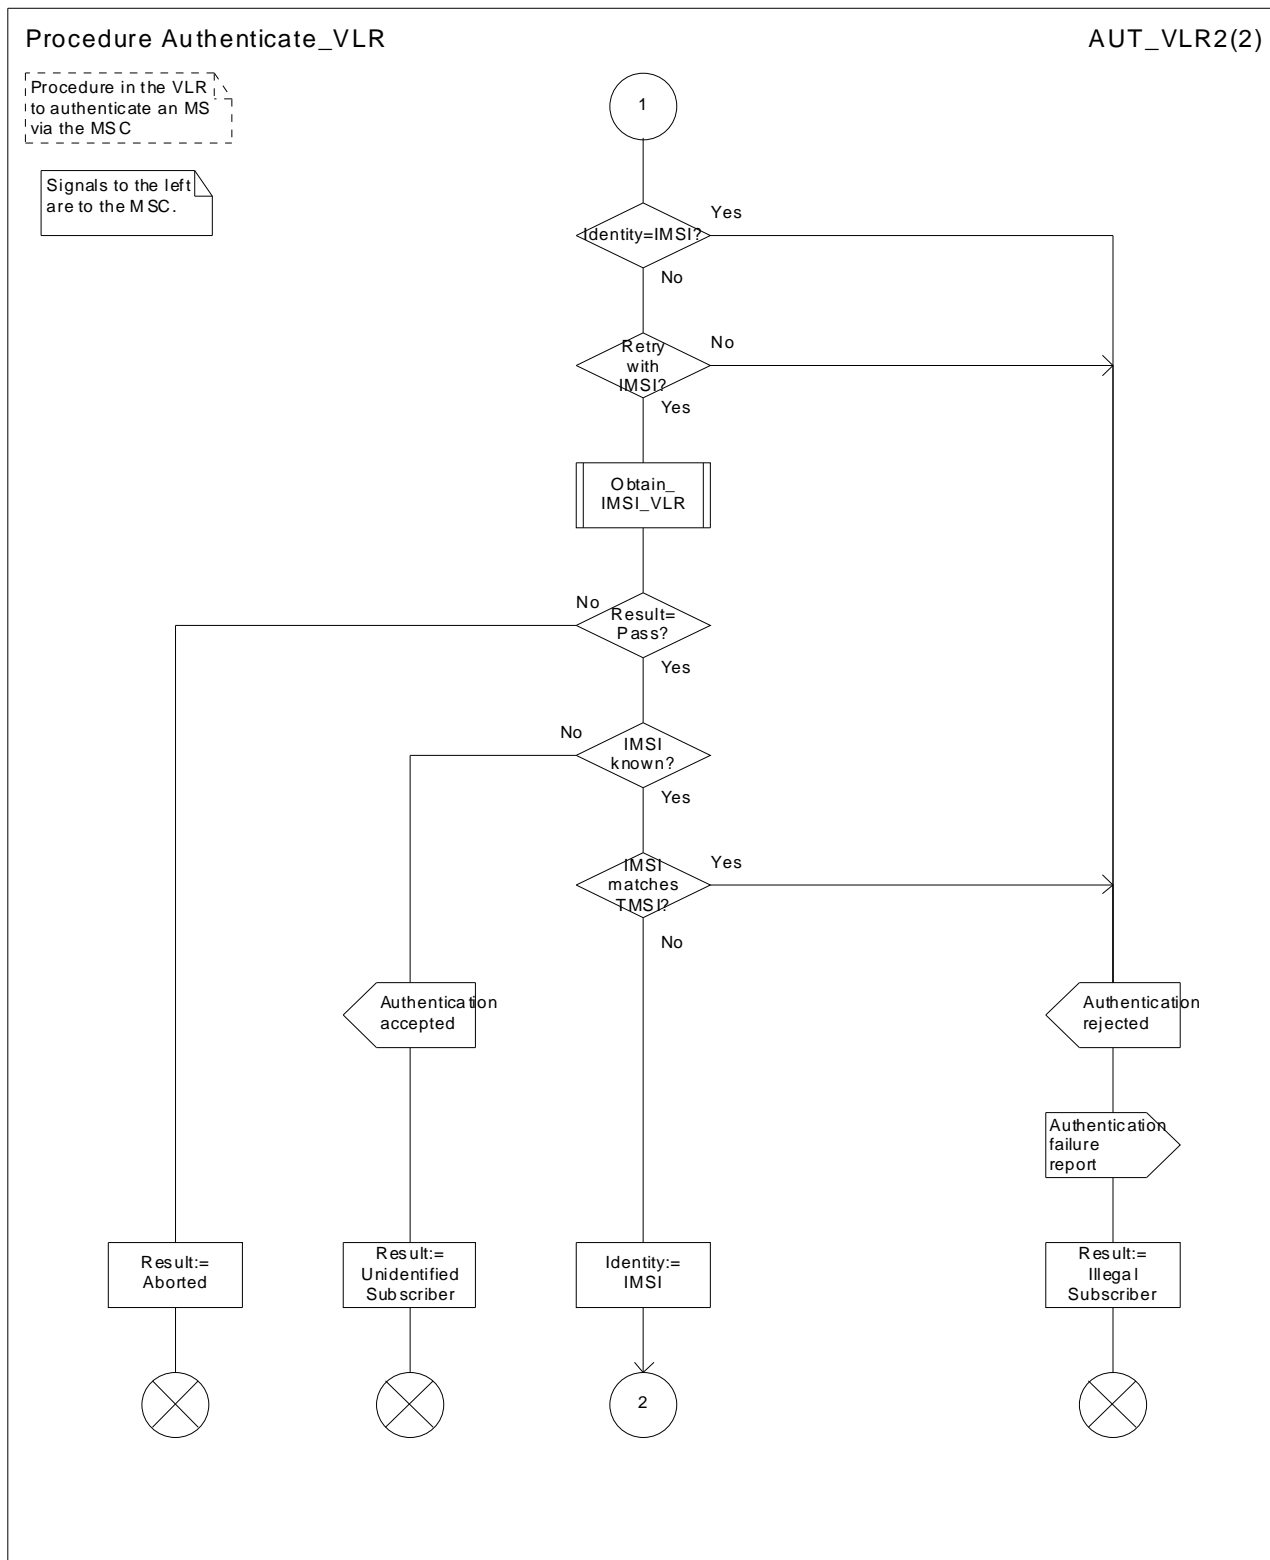 Procedure Authenticate_VLR
AUT_VLR2(2)
Procedure in the VLR
to authenticate an MS
via the MSC
Signals to the left
are to the MSC.
1
Identity=IMSI?
Yes
No
Retry
with
IMSI?
No
Yes
Obtain_
IMSI_VLR
Result=
Pass?
No
Yes
IMSI
known?
No
Yes
IMSI
matches
TMSI?
Yes
No
Authentication
accepted
Authentication
rejected
Authentication
failure
report
Result:=
Aborted
Result:=
Unidentified
Subscriber
Identity:=
IMSI
Result:=
Illegal
Subscriber
2